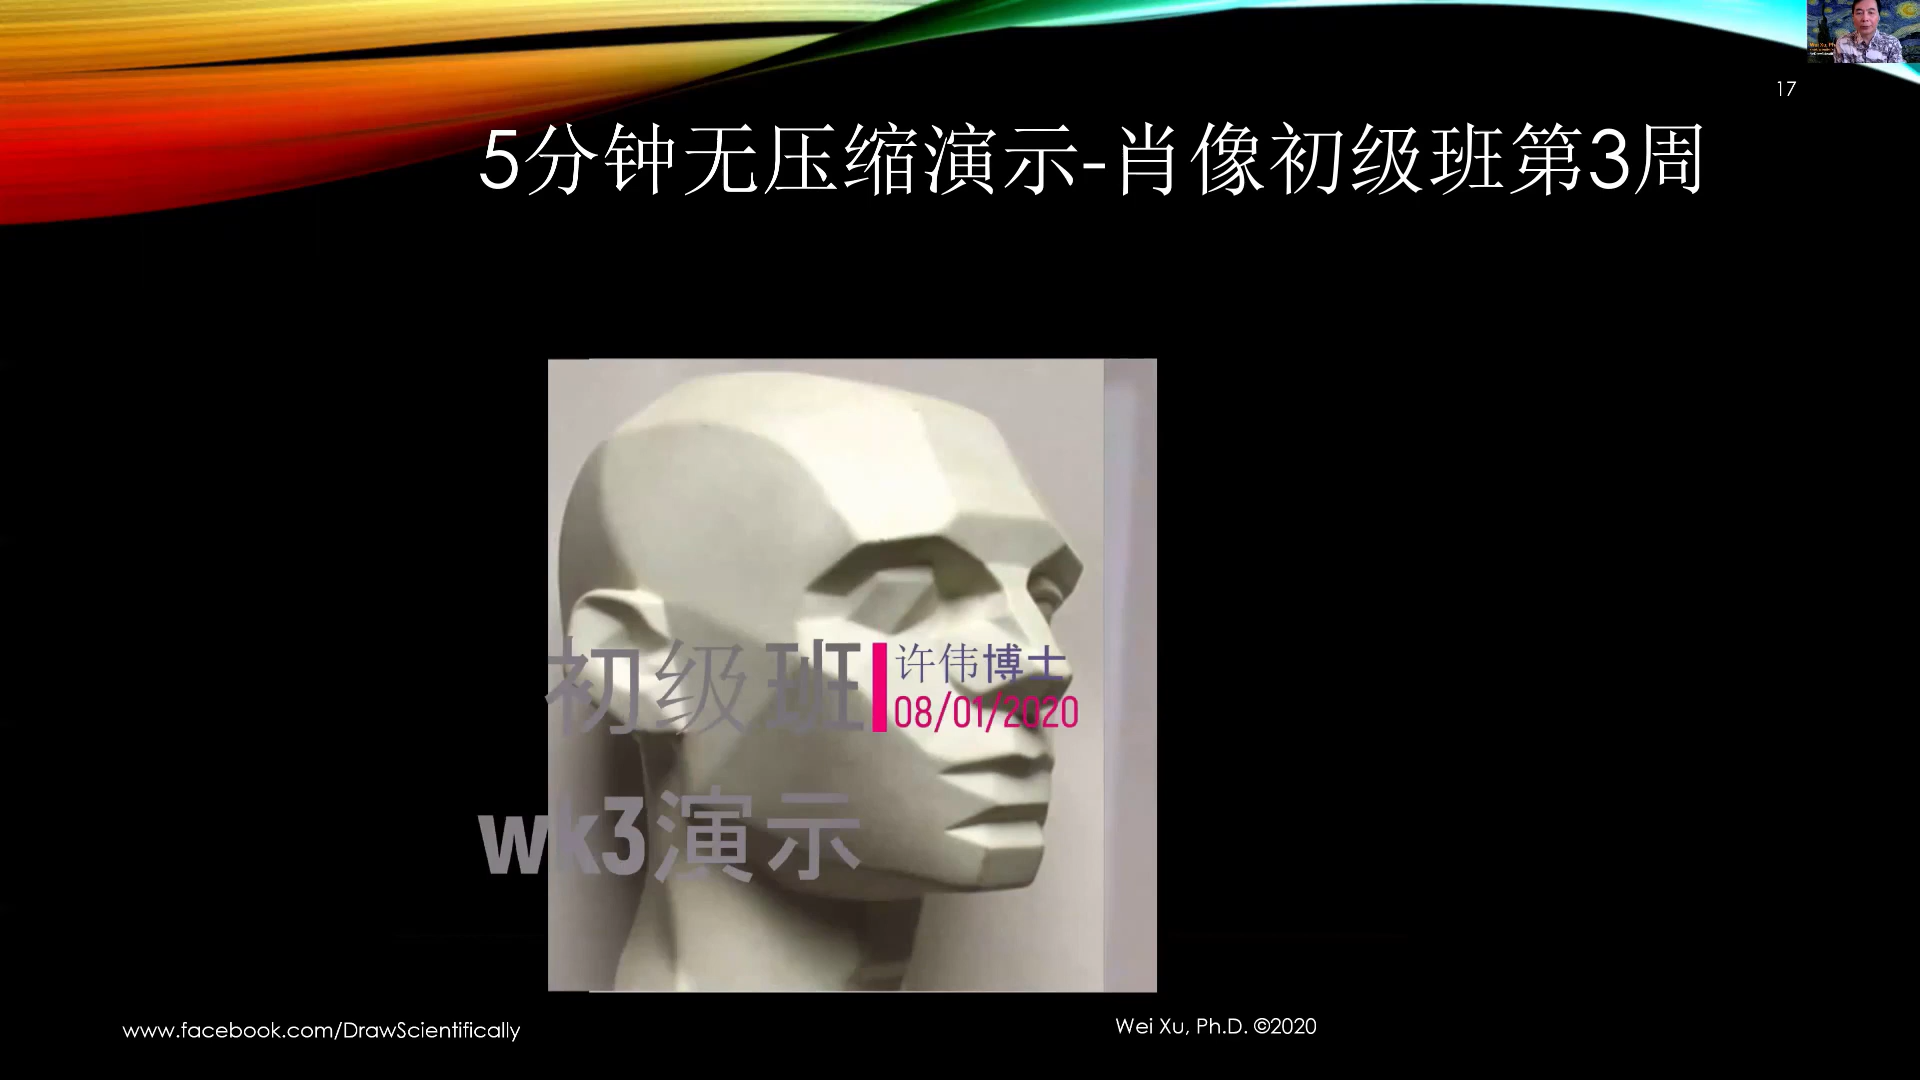 17
5分钟无压缩演示-肖像初级班第3周
初级班
许伟博士
08/01/2020
wk3演示
www.facebook.com/DrawScientifically
Wei Xu, Ph.D. ©2020